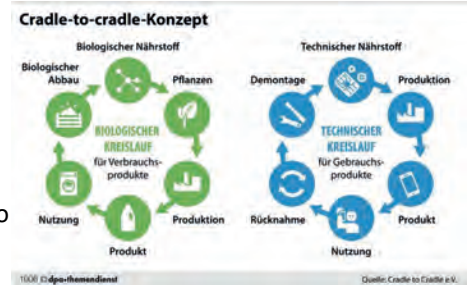 Cradle-to-cradle-Konzept
Biologischer Nährstoff
Biologischer
Abbau
Pflanzen
BIOLOGISCHER
KREISLAUF
für Verbrauchs-
produkte
Nutzung
Produktion
Produkt
Technischer Nährstoff
Demontage
Produktion
TECHNISCHER
KREISLAUF
für Gebrauchs-
produkte
Rücknahme
Produkt
Nutzung
o
dpa•themendienst
Quelle: Cradle to Cradle e.V.